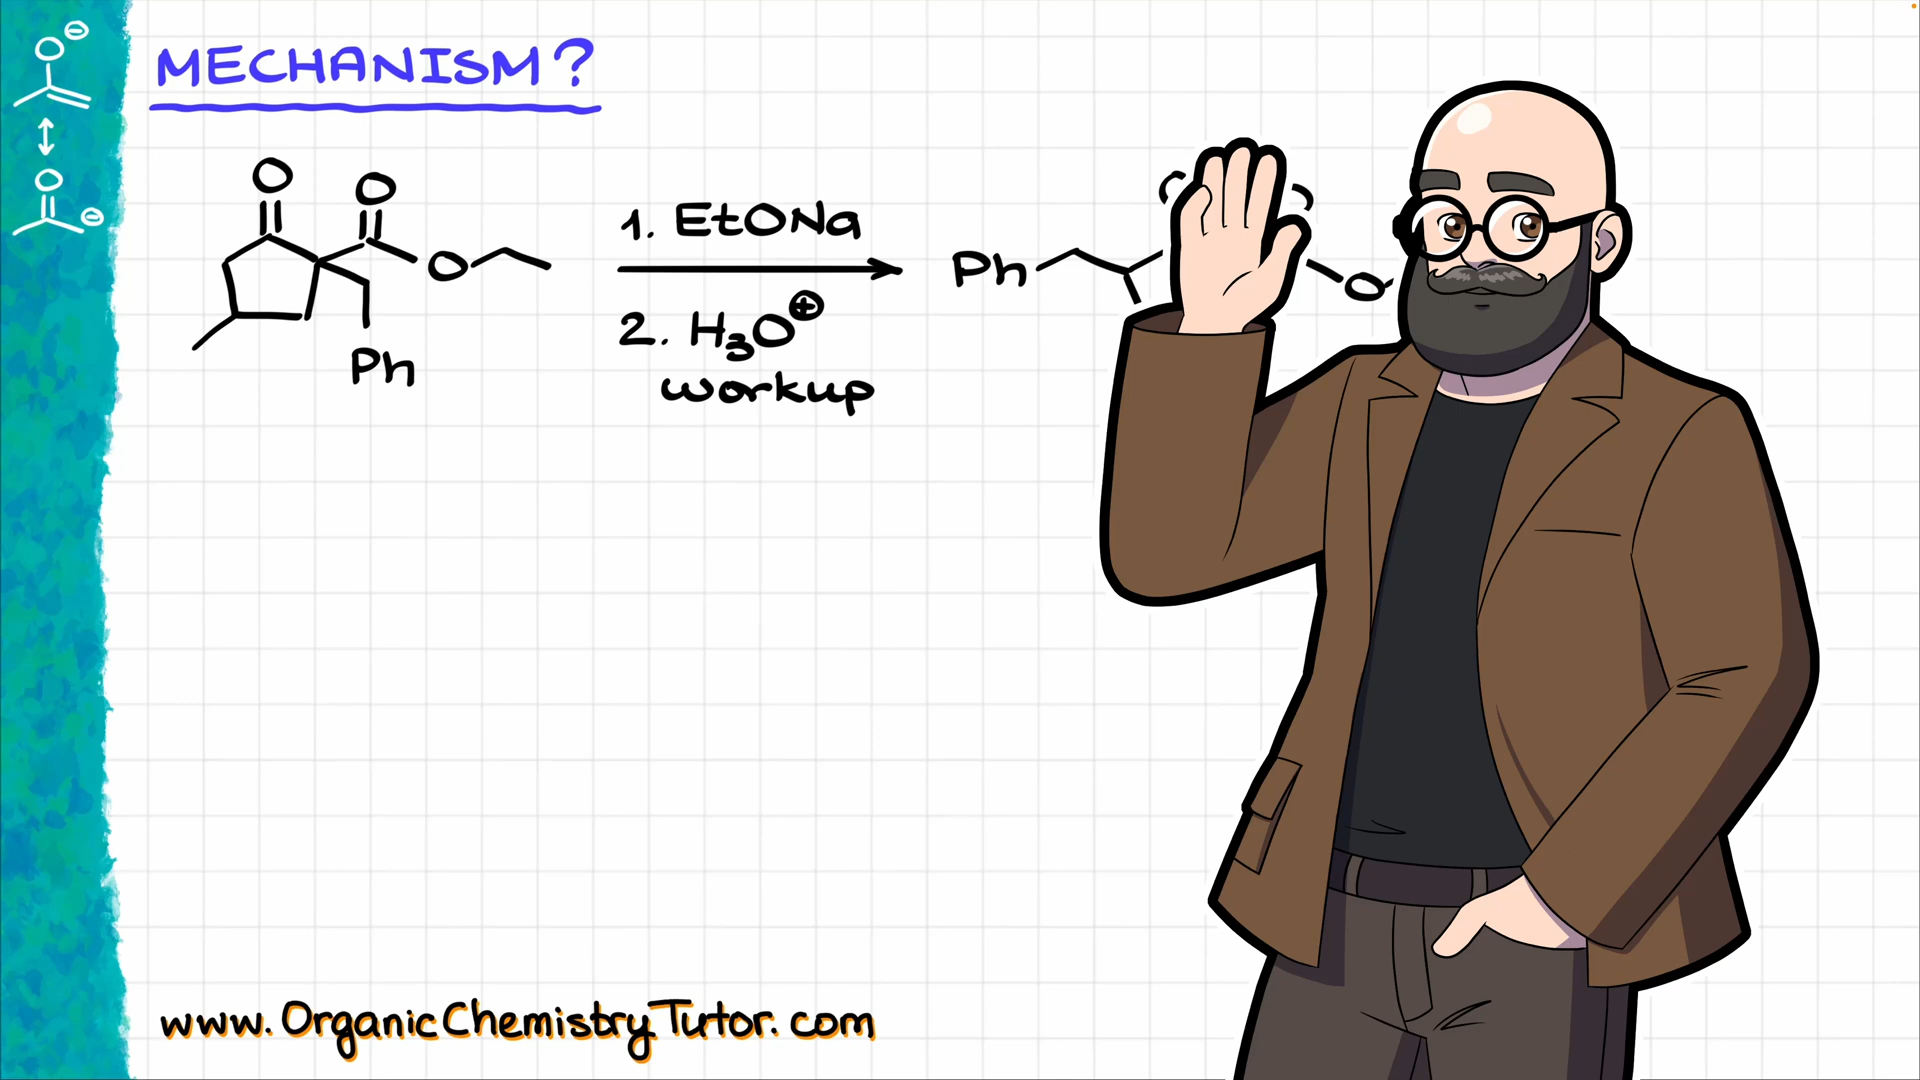 MECHANISM?
O
O
O
Ph
1. EtONa
2. H₃O⊕
workup
Ph
O
O⊖
O
⊖
www.OrganicChemistryTutor.com